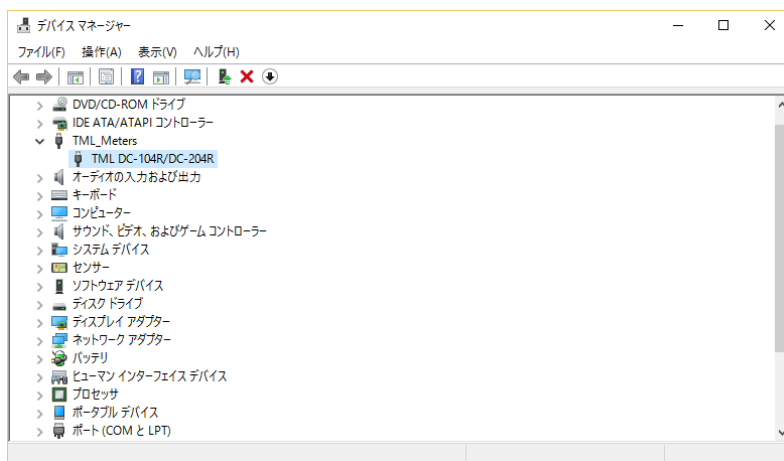 デバイス マネージャー
ファイル(F) 操作(A) 表示(V) ヘルプ(H)
DVD/CD-ROM ドライブ
IDE ATA/ATAPI コントローラー
TML_Meters
TML DC-104R/DC-204R
オーディオの入力および出力
キーボード
コンピューター
サウンド、ビデオ、およびゲーム コントローラー
システム デバイス
センサー
ソフトウェア デバイス
ディスク ドライブ
ディスプレイ アダプター
ネットワーク アダプター
バッテリ
ヒューマン インターフェイス デバイス
プロセッサ
ポータブル デバイス
ポート (COM と LPT)